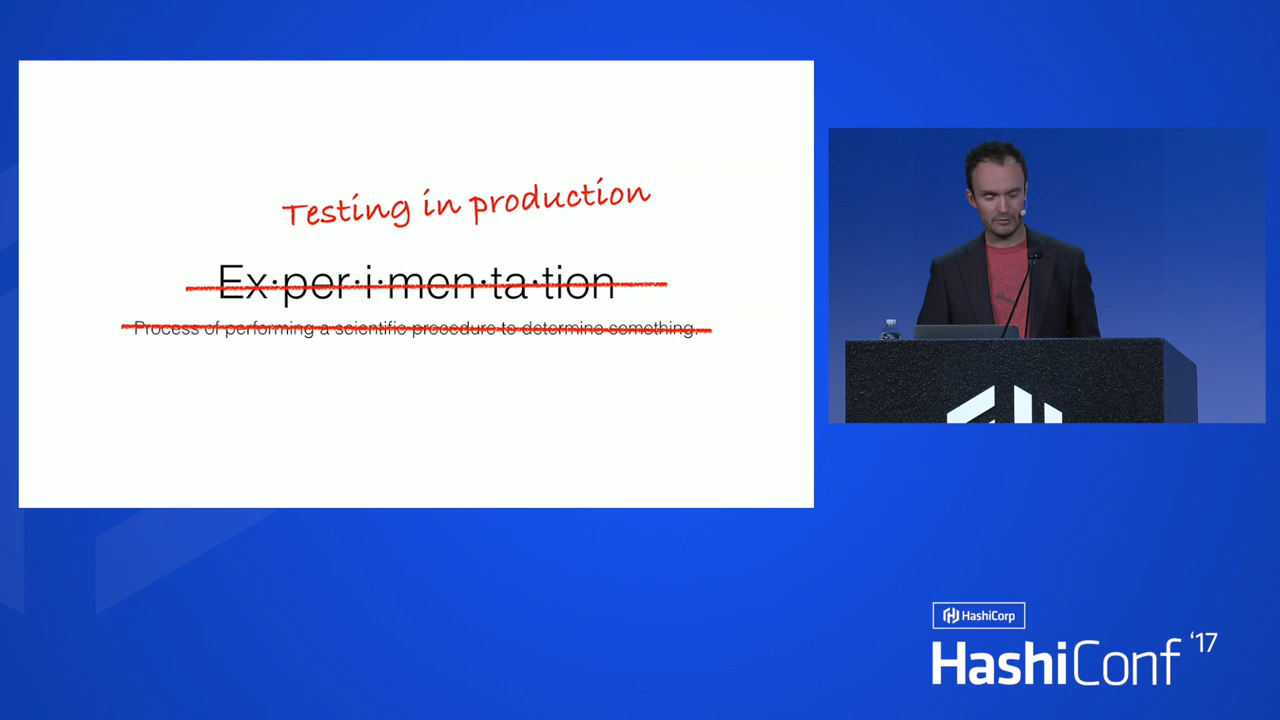 Testing in production
Ex·per·i·men·ta·tion
Process of performing a scientific procedure to determine something.
HashiCorp
HashiConf '17